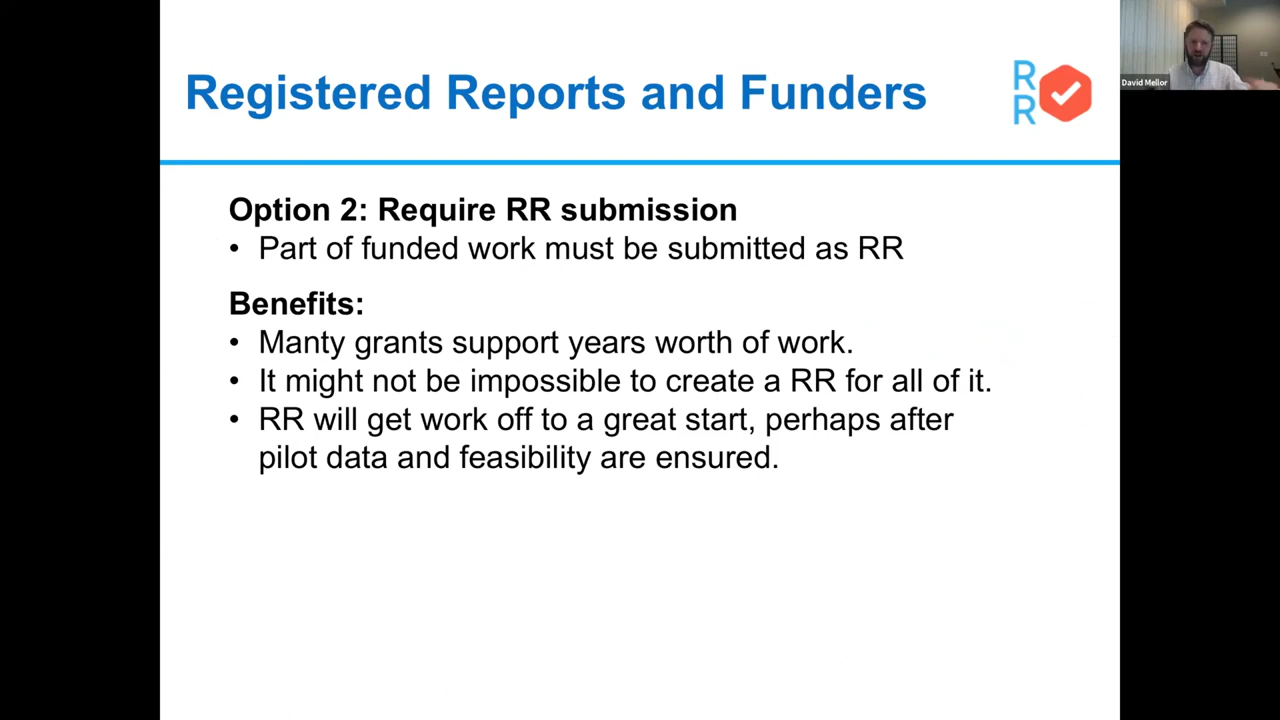 Registered Reports and Funders
R
R
David Mellor
Option 2: Require RR submission
• Part of funded work must be submitted as RR
Benefits:
• Manty grants support years worth of work.
• It might not be impossible to create a RR for all of it.
• RR will get work off to a great start, perhaps after
pilot data and feasibility are ensured.